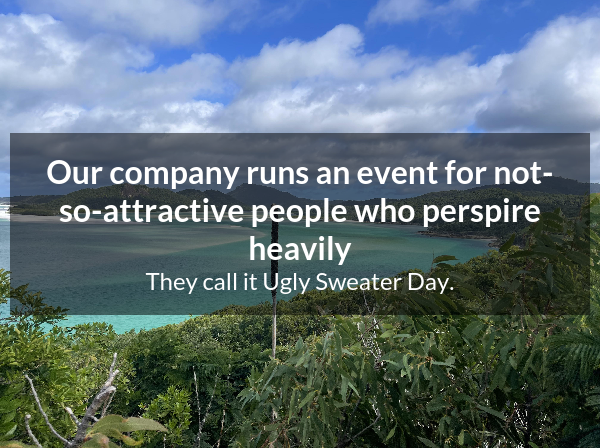 Our company runs an event for not-
so-attractive people who perspire
heavily
They call it Ugly Sweater Day.